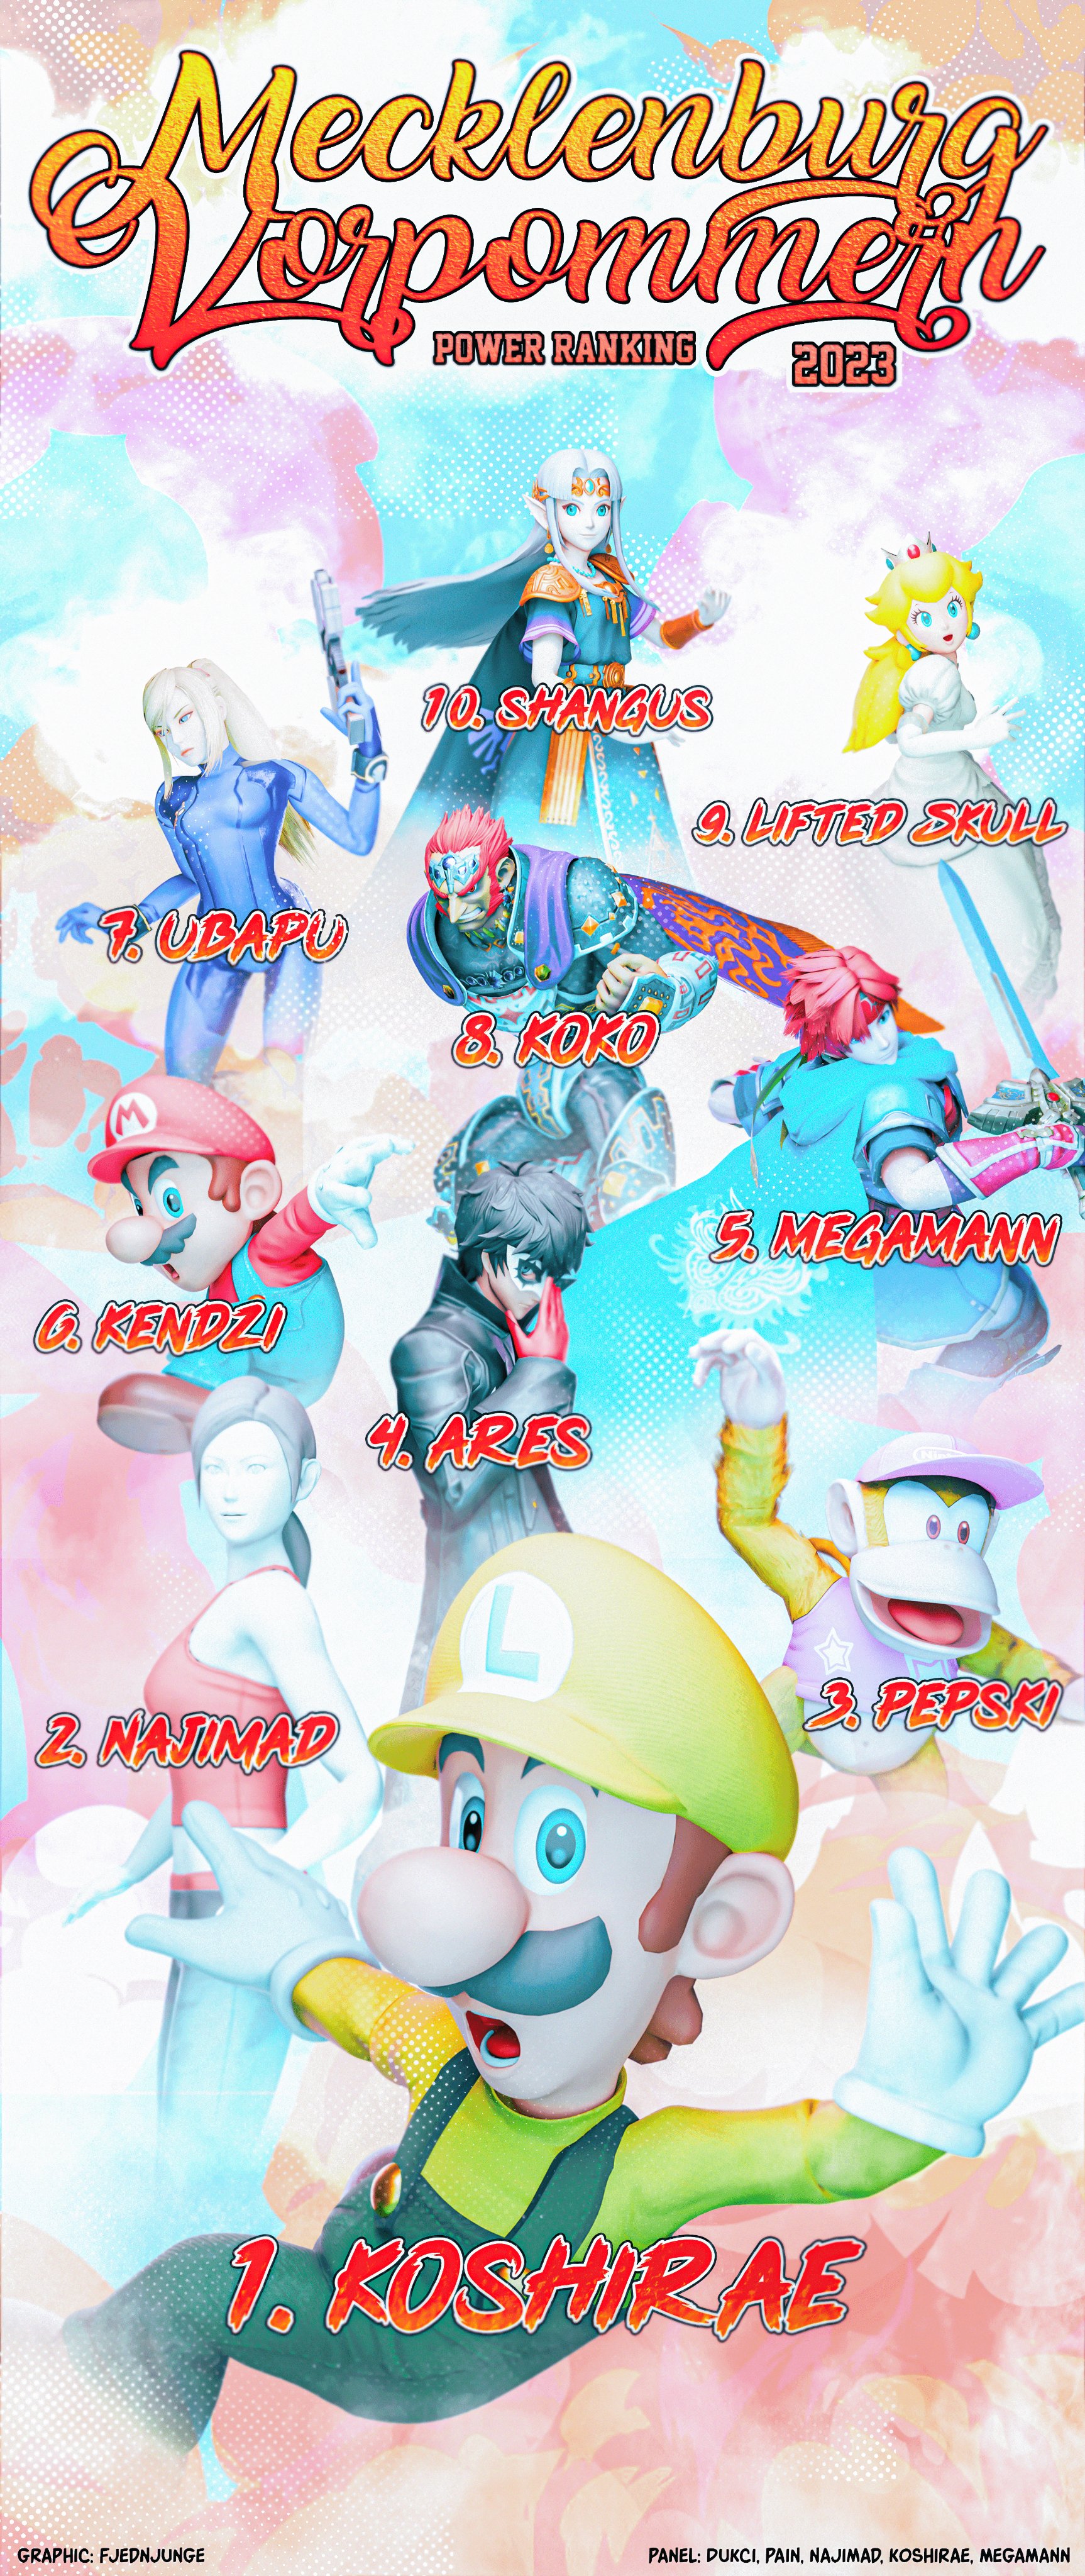 Mecklenburg
Vorpommern
POWER RANKING
2023
10. SHANGUS
9. LIFTED SKULL
7. UBAPU
8. KOKO
M
5. MEGAMANN
6. KENDZI
4. ARES
L
3. PEPSKI
2. NAJIMAD
1. KOSHIRAE
GRAPHIC: FJEDNJUNGE
PANEL: DUKCI, PAIN, NAJIMAD, KOSHIRAE, MEGAMANN